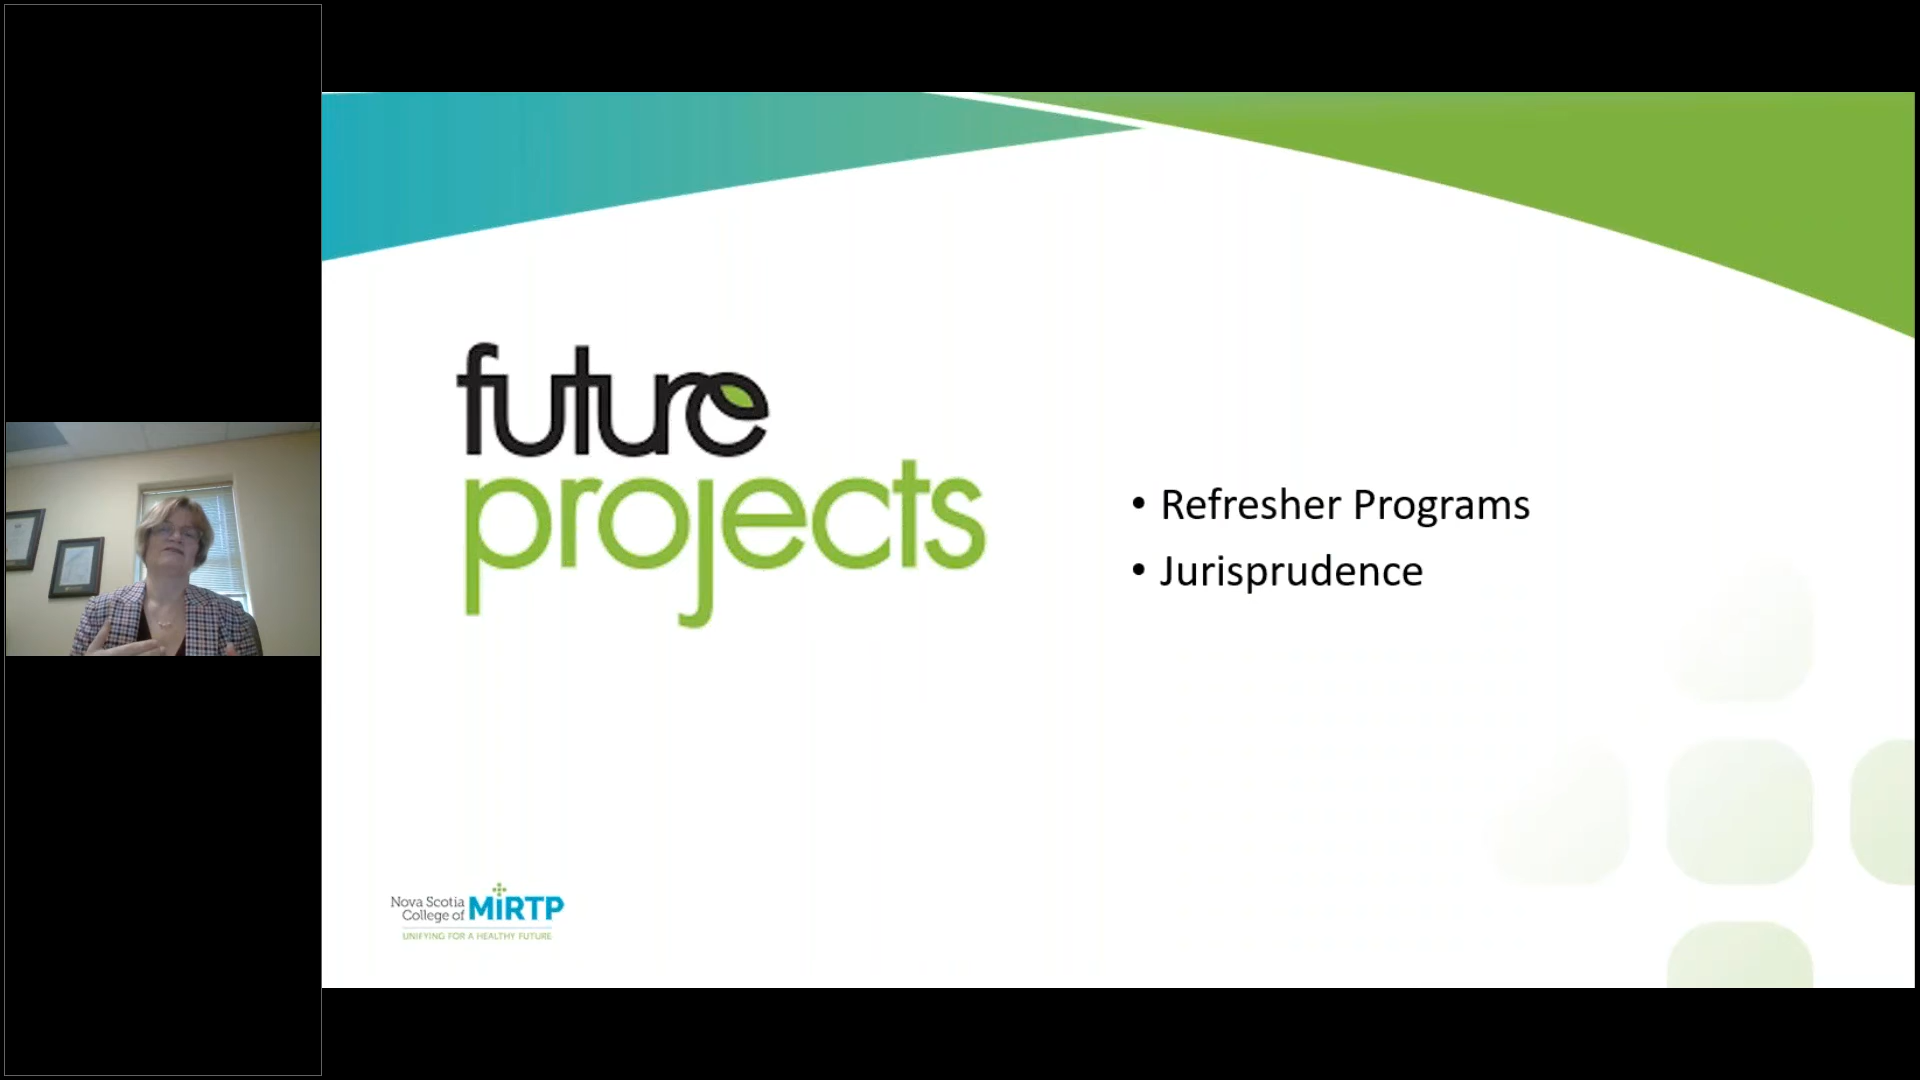 future
projects
• Refresher Programs
• Jurisprudence
Nova Scotia
College of MiRTP
UNIFYING FOR A HEALTHY FUTURE